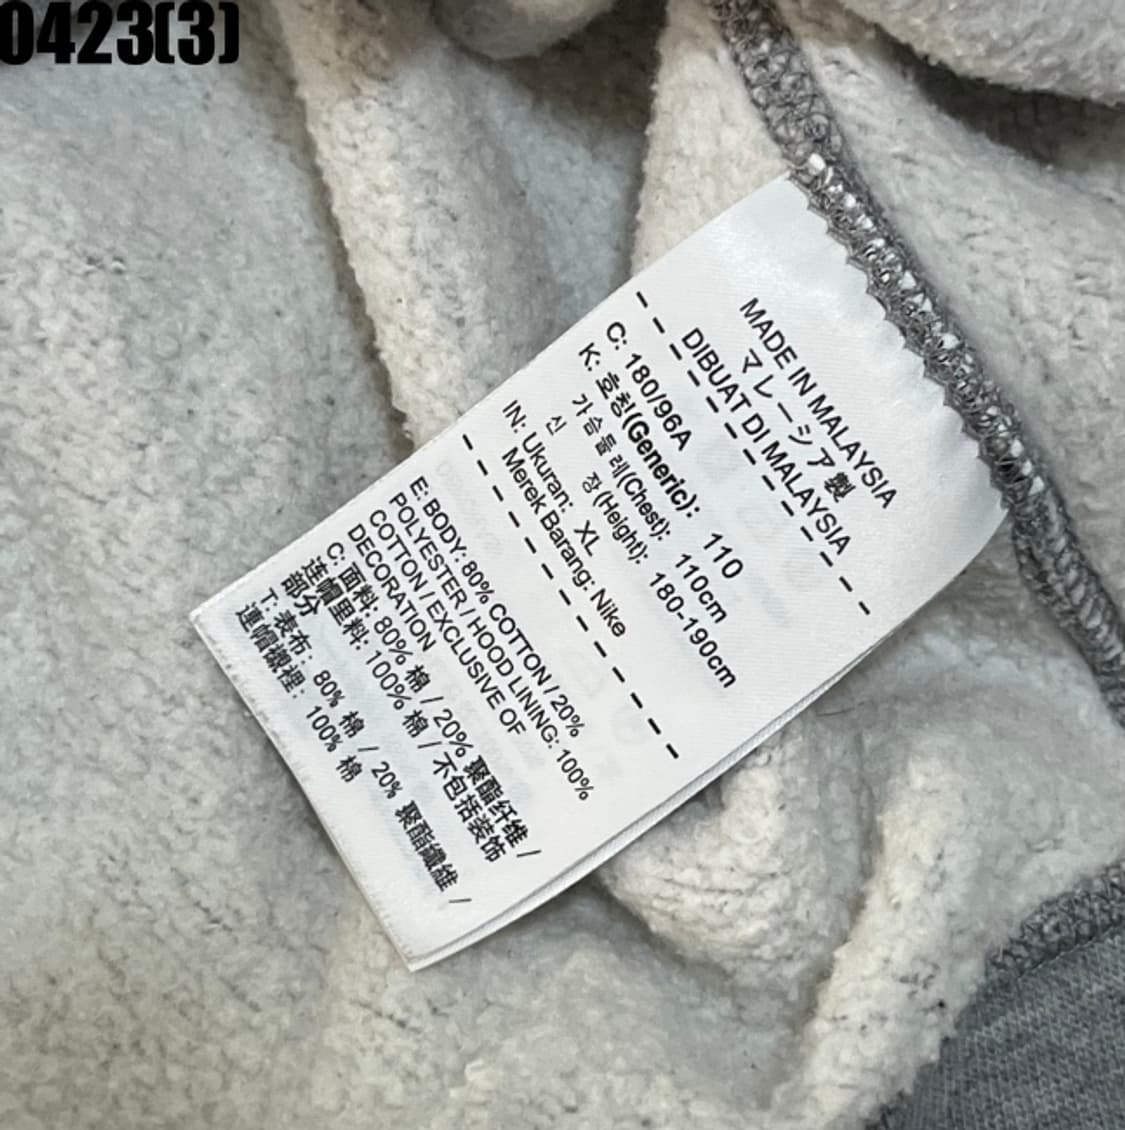 0423(3)
MADE IN MALAYSIA
マレーシア製
DIBUAT DI MALAYSIA
C: 180/96A
K: 호칭(Generic): 110
가슴둘레(Chest): 110cm
신 장(Height): 180-190cm
IN: Ukuran: XL
Merek Barang: Nike
E: BODY: 80% COTTON / 20%
POLYESTER / HOOD LINING: 100%
COTTON / EXCLUSIVE OF
DECORATION
C: 面料: 80% 棉 / 20% 聚酯纤维 /
连帽里料: 100% 棉 / 不包括装饰
部分
T: 表布: 80% 棉 / 20% 聚酯纖維 /
連帽襯裡: 100% 棉